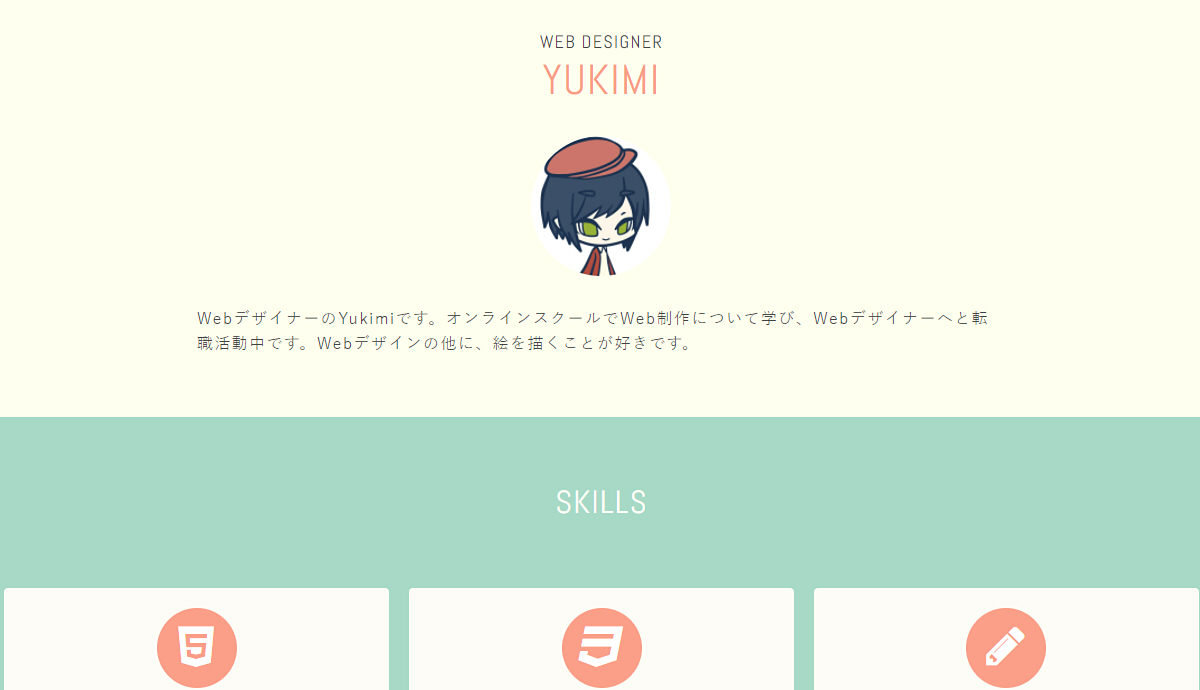 WEB DESIGNER
YUKIMI
WebデザイナーのYukimiです。オンラインスクールでWeb制作について学び、Webデザイナーへと転
職活動中です。Webデザインの他に、絵を描くことが好きです。
SKILLS